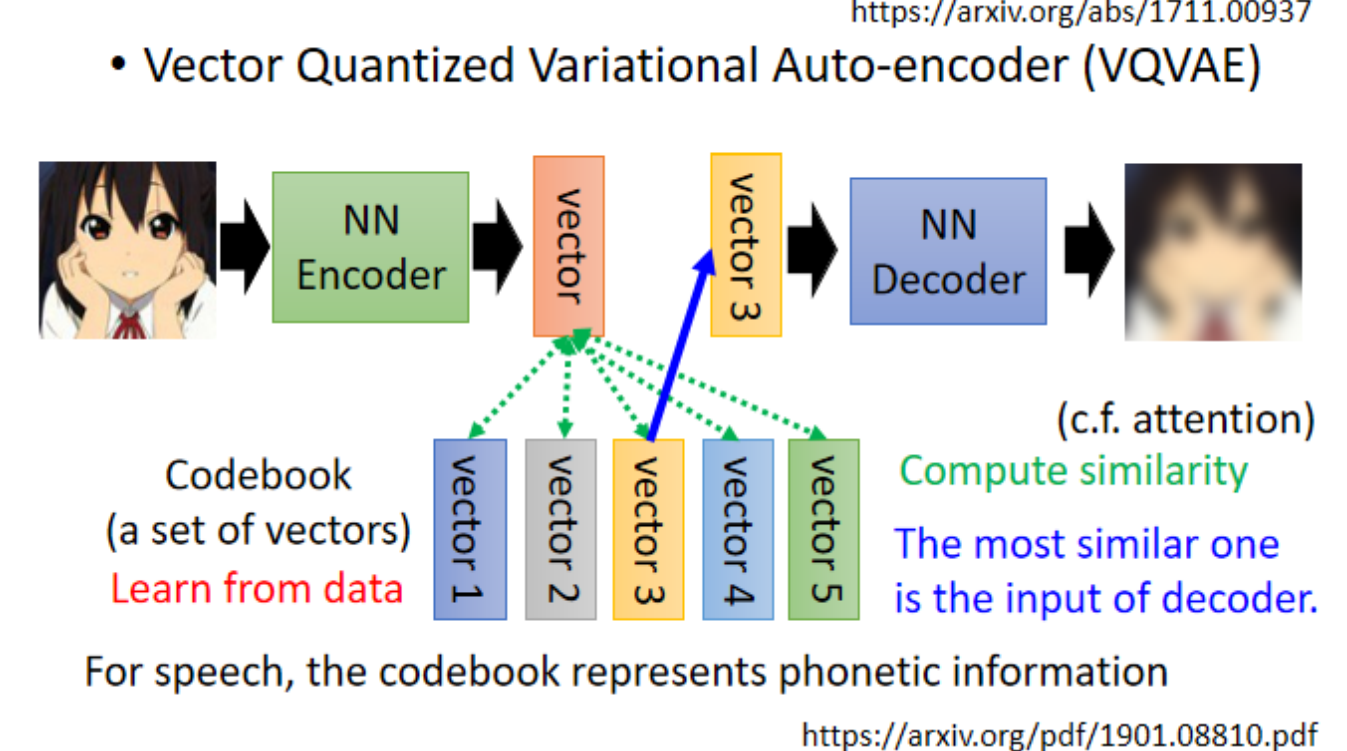 https://arxiv.org/abs/1711.00937
• Vector Quantized Variational Auto-encoder (VQVAE)
NN
Encoder
vector
vector 3
NN
Decoder
(c.f. attention)
Codebook
(a set of vectors)
Learn from data
vector 1
vector 2
vector 3
vector 4
vector 5
Compute similarity
The most similar one
is the input of decoder.
For speech, the codebook represents phonetic information
https://arxiv.org/pdf/1901.08810.pdf